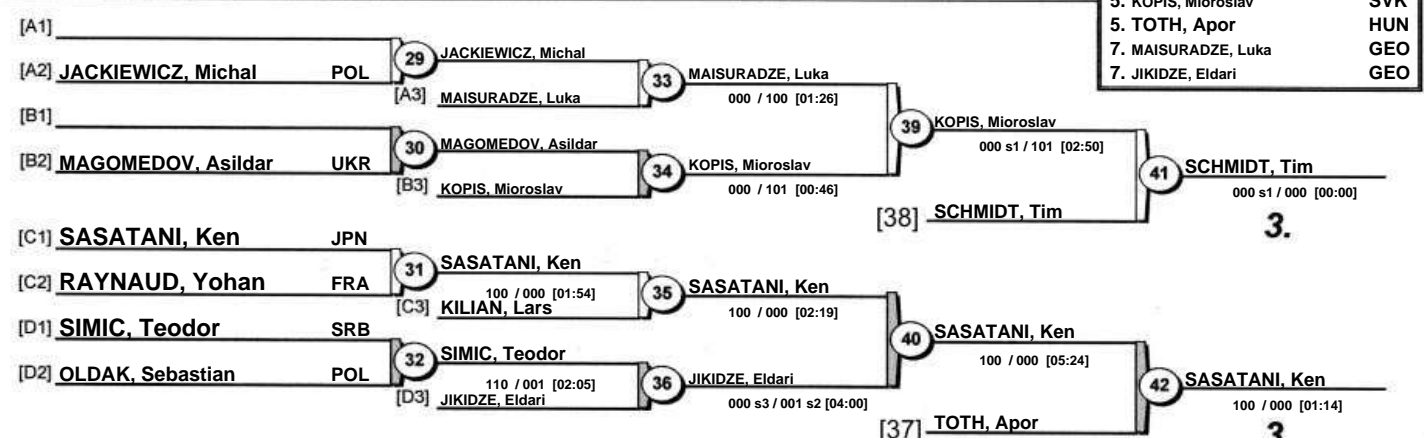 5. KOPIS, Mioroslav SVK
5. TOTH, Apor HUN
7. MAISURADZE, Luka GEO
7. JIKIDZE, Eldari GEO
[A1]
[A2] JACKIEWICZ, Michal POL
29
JACKIEWICZ, Michal
[A3] MAISURADZE, Luka
33
MAISURADZE, Luka
000 / 100 [01:26]
[B1]
[B2] MAGOMEDOV, Asildar UKR
30
MAGOMEDOV, Asildar
[B3] KOPIS, Mioroslav
34
KOPIS, Mioroslav
000 / 101 [00:46]
39
KOPIS, Mioroslav
000 s1 / 101 [02:50]
[38] SCHMIDT, Tim
41
SCHMIDT, Tim
000 s1 / 000 [00:00]
3.
[C1] SASATANI, Ken JPN
[C2] RAYNAUD, Yohan FRA
31
SASATANI, Ken
100 / 000 [01:54]
[C3] KILIAN, Lars
35
SASATANI, Ken
100 / 000 [02:19]
[D1] SIMIC, Teodor SRB
[D2] OLDAK, Sebastian POL
32
SIMIC, Teodor
110 / 001 [02:05]
[D3] JIKIDZE, Eldari
36
JIKIDZE, Eldari
000 s3 / 001 s2 [04:00]
40
SASATANI, Ken
100 / 000 [05:24]
[37] TOTH, Apor
42
SASATANI, Ken
100 / 000 [01:14]
3